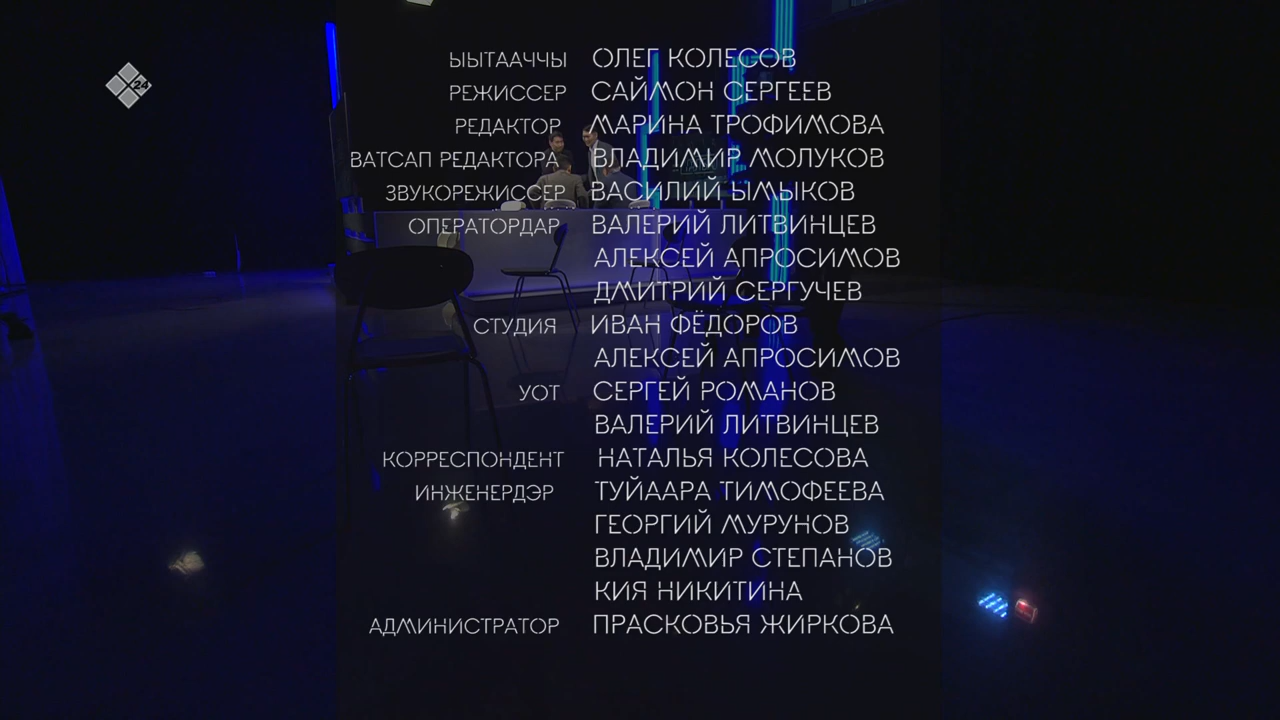 24
ЫЫТААЧЧЫ ОЛЕГ КОЛЕСОВ
РЕЖИССЕР САЙМОН СЕРГЕЕВ
РЕДАКТОР МАРИНА ТРОФИМОВА
ВАТСАП РЕДАКТОРА ВЛАДИМИР МОЛУКОВ
ЗВУКОРЕЖИССЕР ВАСИЛИЙ ЫМЫКОВ
ОПЕРАТОРДАР ВАЛЕРИЙ ЛИТВИНЦЕВ
АЛЕКСЕЙ АПРОСИМОВ
ДМИТРИЙ СЕРГУЧЕВ
СТУДИЯ ИВАН ФЁДОРОВ
АЛЕКСЕЙ АПРОСИМОВ
УОТ СЕРГЕЙ РОМАНОВ
ВАЛЕРИЙ ЛИТВИНЦЕВ
КОРРЕСПОНДЕНТ НАТАЛЬЯ КОЛЕСОВА
ИНЖЕНЕРДЭР ТУЙААРА ТИМОФЕЕВА
ГЕОРГИЙ МУРУНОВ
ВЛАДИМИР СТЕПАНОВ
КИЯ НИКИТИНА
АДМИНИСТРАТОР ПРАСКОВЬЯ ЖИРКОВА